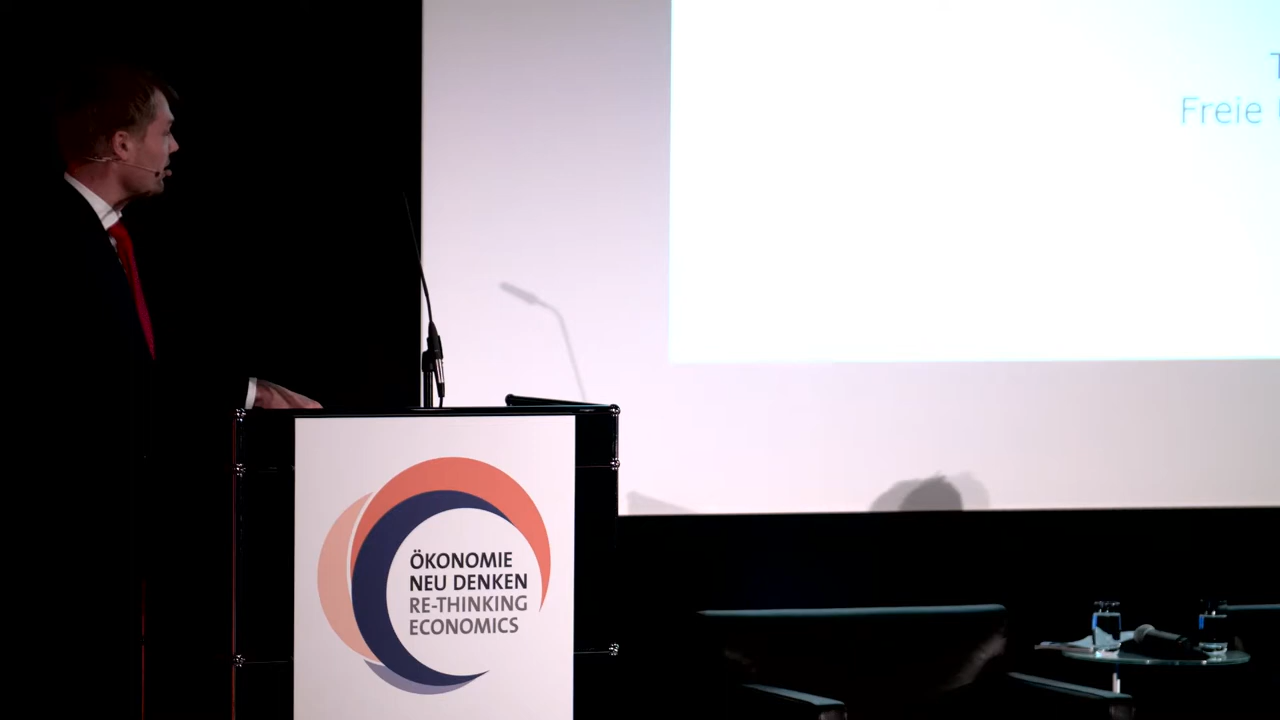 Freie
ÖKONOMIE
NEU DENKEN
RE-THINKING
ECONOMICS